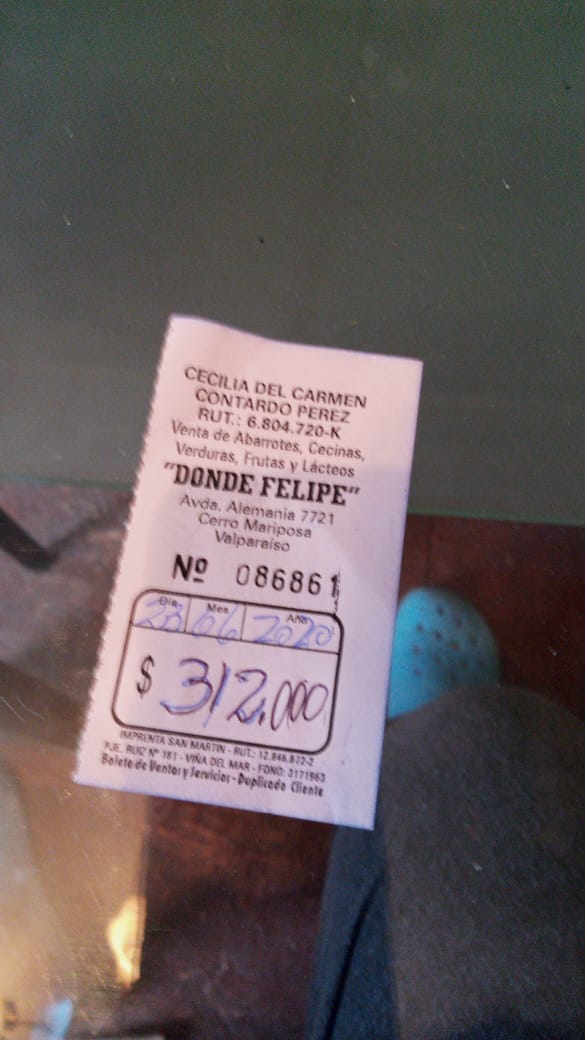 CECILIA DEL CARMEN
CONTARDO PEREZ
RUT.: 6.804.720-K
Venta de Abarrotes, Cecinas,
Verduras, Frutas y Lácteos
"DONDE FELIPE"
Avda. Alemania 7721
Cerro Mariposa
Valparaíso
Nº 086861
Día Mes Año
23 06 2020
$ 312.000
IMPRENTA SAN MARTIN - RUT.: 12.846.872-2
PJE. RUIZ Nº 161 - VIÑA DEL MAR - FONO: 3171963
Boleta de Ventas y Servicios - Duplicado Cliente